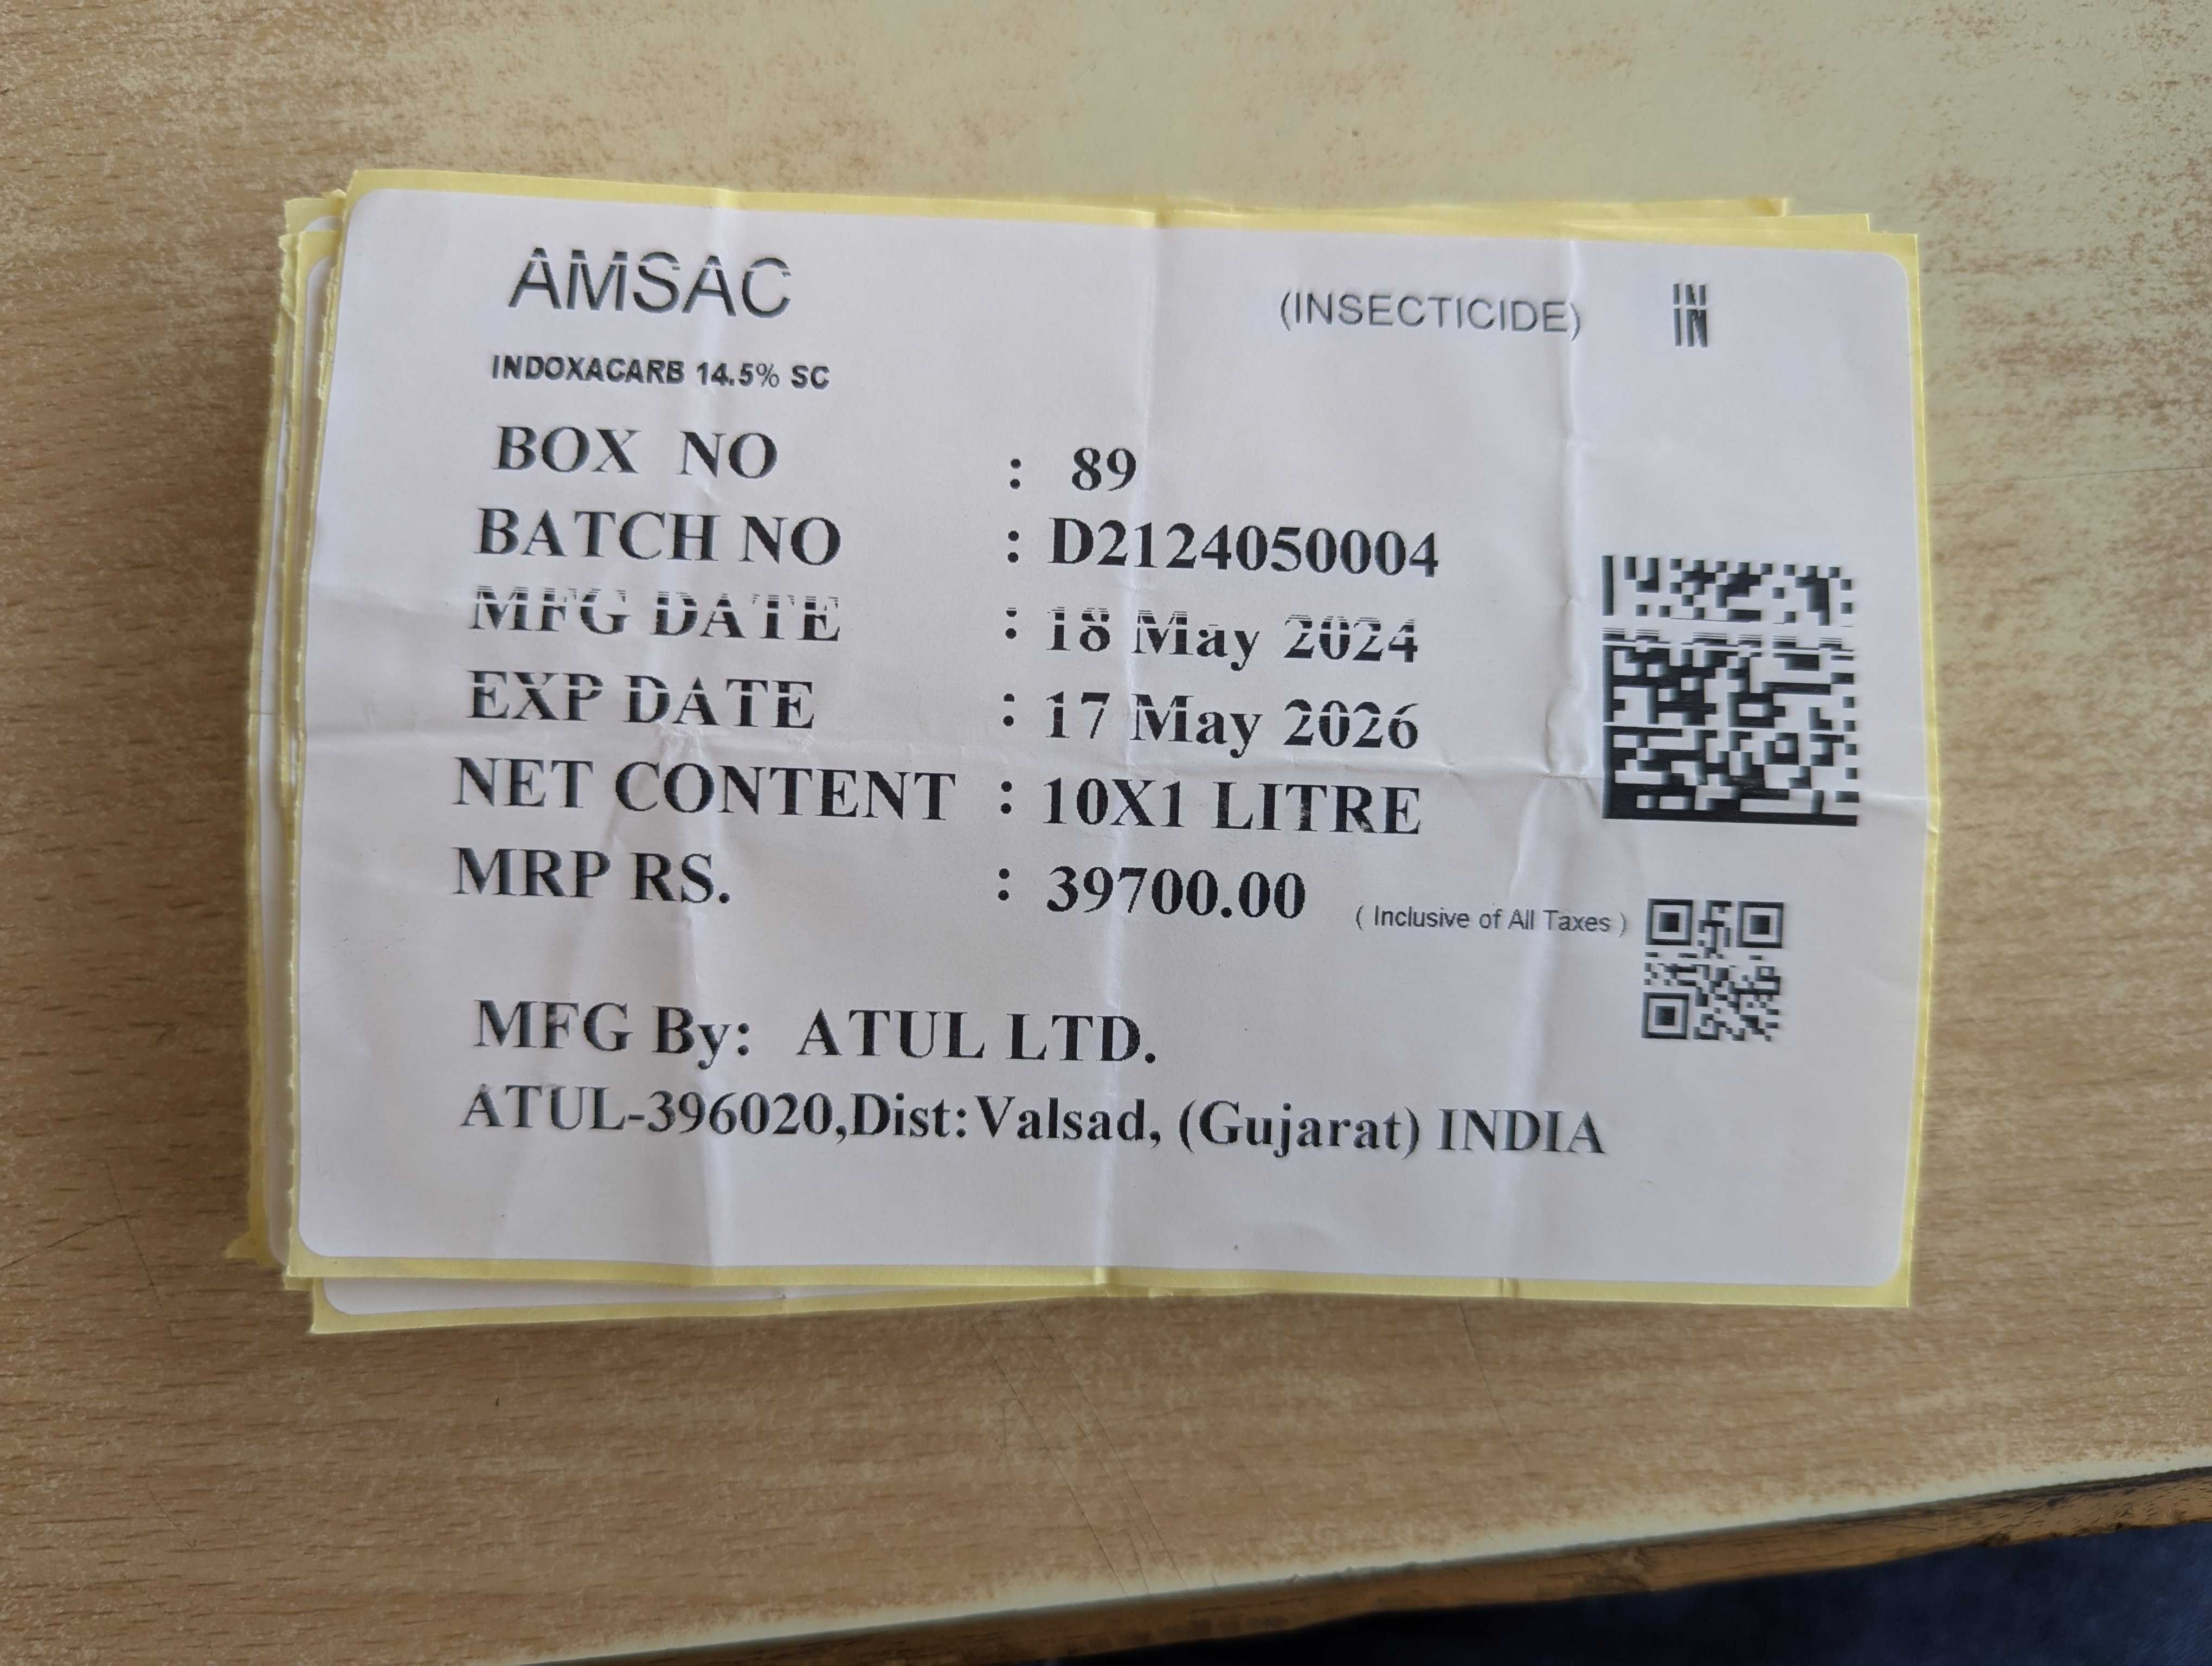 AMSAC (INSECTICIDE) IN
IN
INDOXACARB 14.5% SC
BOX NO : 89
BATCH NO : D2124050004
MFG DATE : 18 May 2024
EXP DATE : 17 May 2026
NET CONTENT : 10X1 LITRE
MRP RS. : 39700.00 ( Inclusive of All Taxes )
MFG By: ATUL LTD.
ATUL-396020,Dist:Valsad, (Gujarat) INDIA